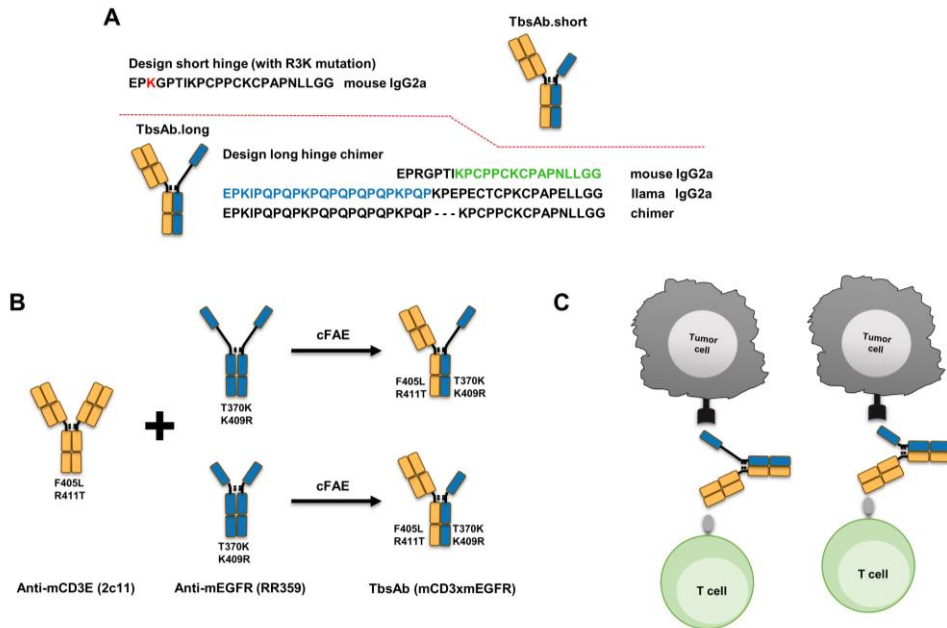 A
TbsAb.short
Design short hinge (with R3K mutation)
EPKGPTIKPCPPCKCPAPNLLGG mouse IgG2a
TbsAb.long
Design long hinge chimer
EPRGPTIKPCPPCKCPAPNLLGG mouse IgG2a
EPKIPQPQPKPQPQPQPQPKPQPKPEPECTCPKCPAPELLGG llama IgG2a
EPKIPQPQPKPQPQPQPQPKPQP---KPCPPCKCPAPNLLGG chimer
B
cFAE
F405L
R411T
T370K
K409R
F405L
R411T
T370K
K409R
cFAE
T370K
K409R
F405L
R411T
T370K
K409R
Anti-mCD3E (2c11)
Anti-mEGFR (RR359)
TbsAb (mCD3xmEGFR)
C
Tumor
cell
Tumor
cell
T cell
T cell